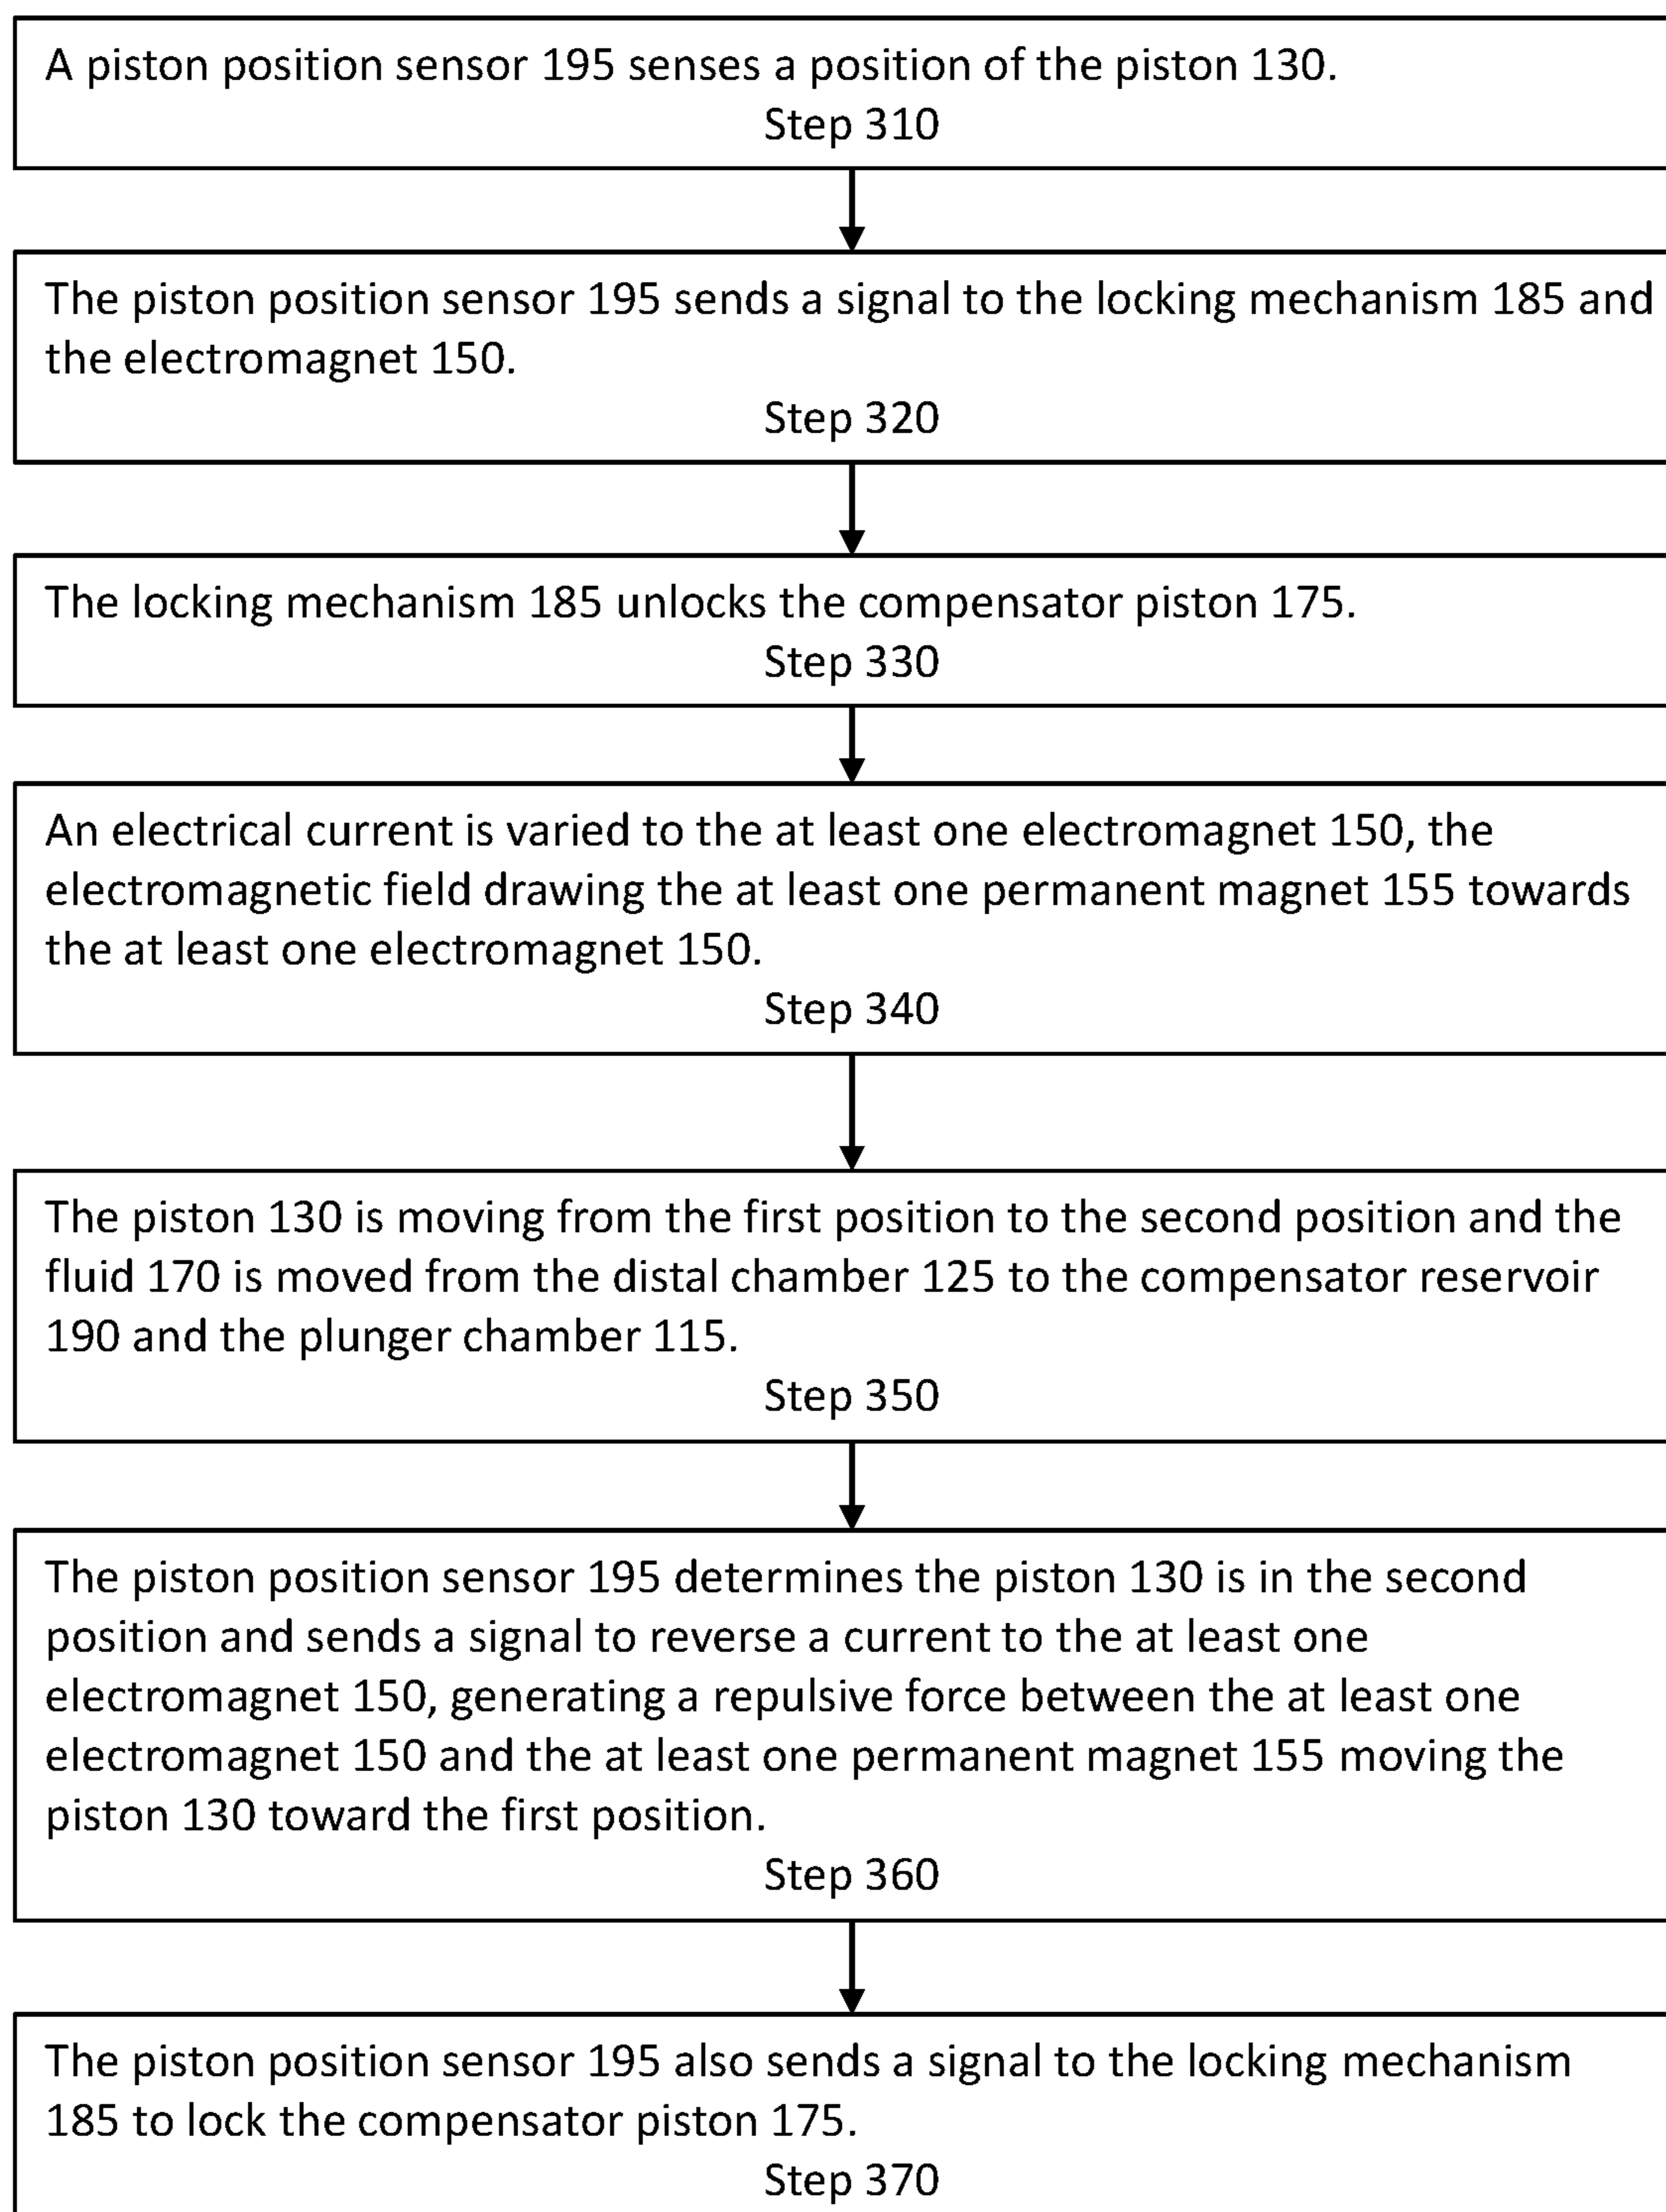 A piston position sensor 195 senses a position of the piston 130.
Step 310
The piston position sensor 195 sends a signal to the locking mechanism 185 and
the electromagnet 150.
Step 320
The locking mechanism 185 unlocks the compensator piston 175.
Step 330
An electrical current is varied to the at least one electromagnet 150, the
electromagnetic field drawing the at least one permanent magnet 155 towards
the at least one electromagnet 150.
Step 340
The piston 130 is moving from the first position to the second position and the
fluid 170 is moved from the distal chamber 125 to the compensator reservoir
190 and the plunger chamber 115.
Step 350
The piston position sensor 195 determines the piston 130 is in the second
position and sends a signal to reverse a current to the at least one
electromagnet 150, generating a repulsive force between the at least one
electromagnet 150 and the at least one permanent magnet 155 moving the
piston 130 toward the first position.
Step 360
The piston position sensor 195 also sends a signal to the locking mechanism
185 to lock the compensator piston 175.
Step 370